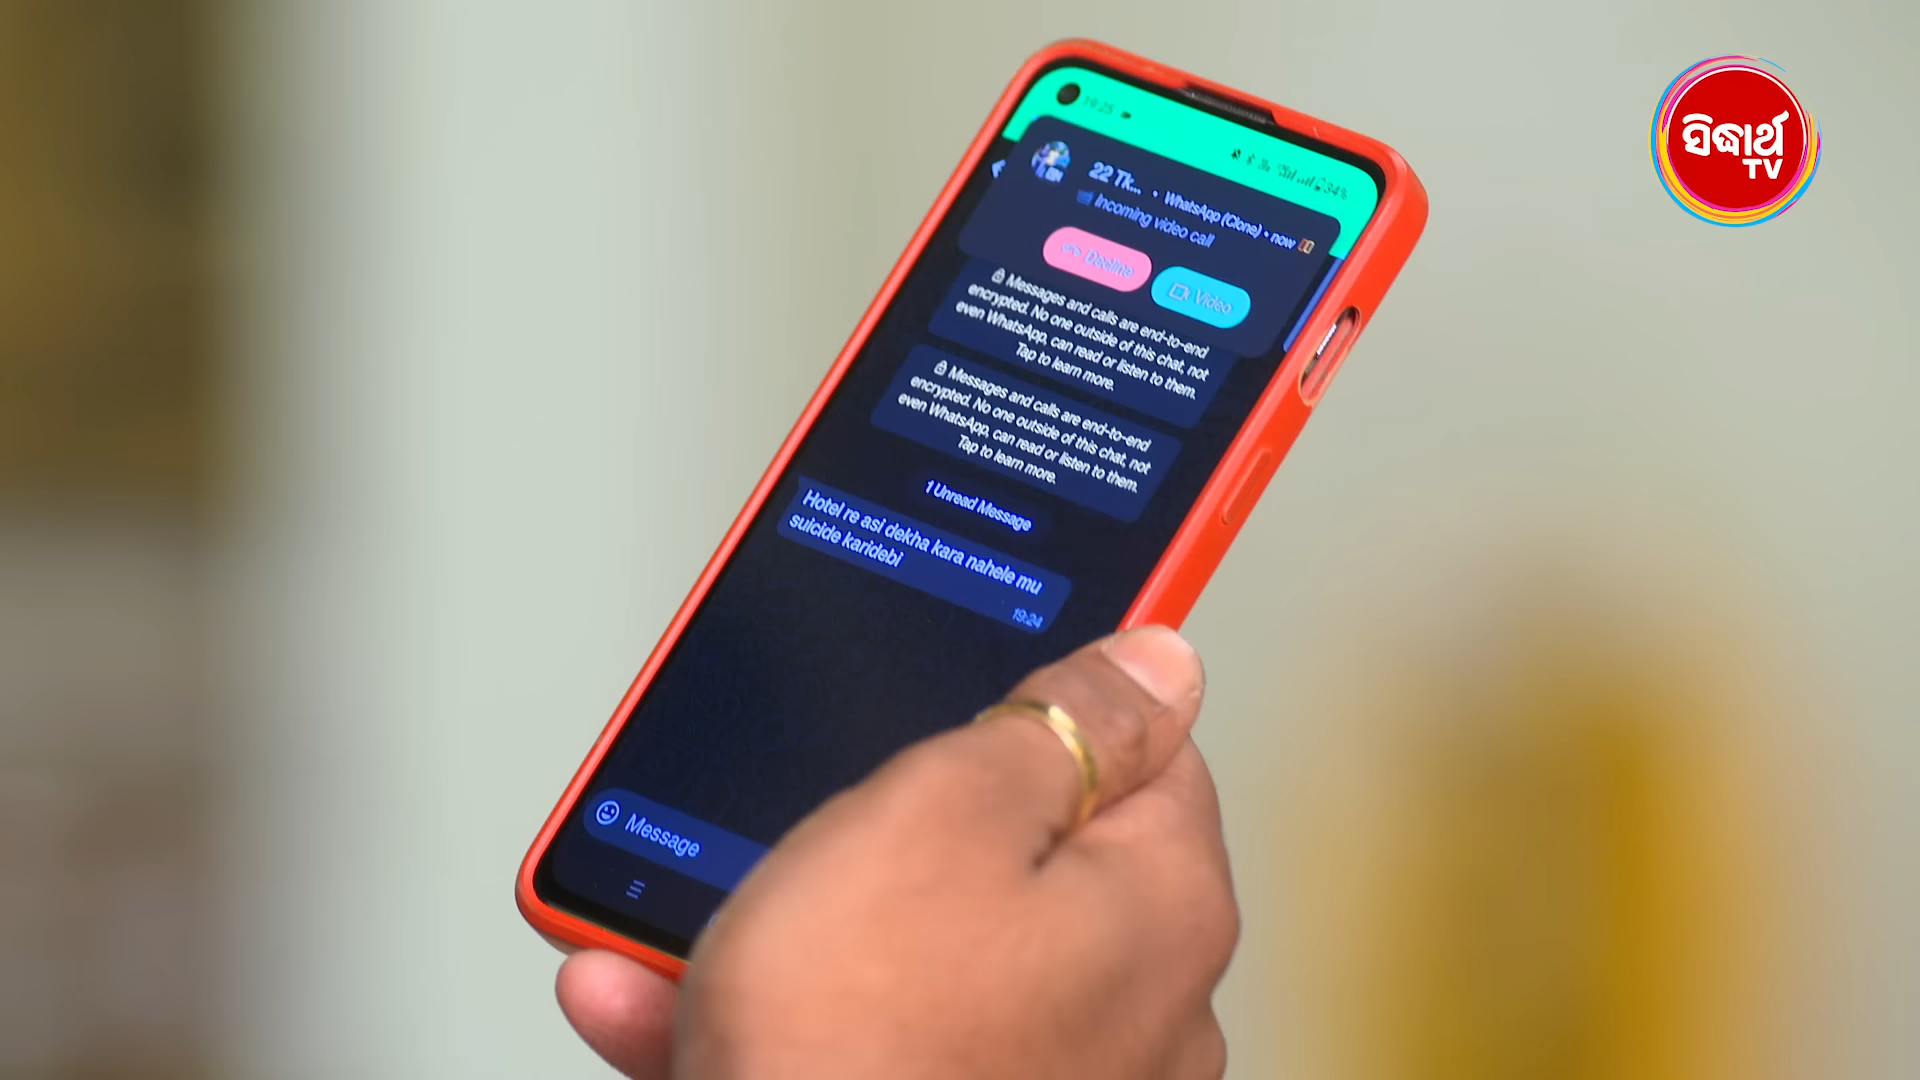 ସିଦ୍ଧାର୍ଥ
TV
19:25
34%
22 Tk... • WhatsApp (Clone) • now
Incoming video call
Decline
Video
Messages and calls are end-to-end
encrypted. No one outside of this chat, not
even WhatsApp, can read or listen to them.
Tap to learn more.
Messages and calls are end-to-end
encrypted. No one outside of this chat, not
even WhatsApp, can read or listen to them.
Tap to learn more.
1 Unread Message
Hotel re asi dekha kara nahele mu
suicide karidebi
19:24
Message